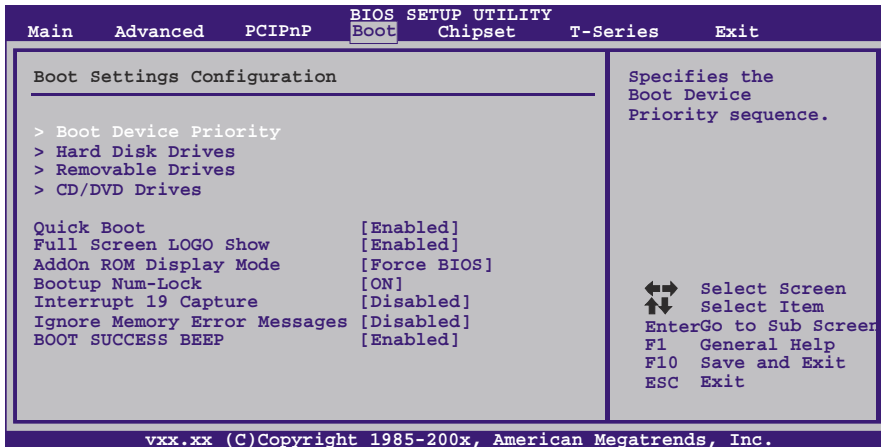 BIOS SETUP UTILITY
Main Advanced PCIPnP Boot Chipset T-Series Exit
Boot Settings Configuration
> Boot Device Priority
> Hard Disk Drives
> Removable Drives
> CD/DVD Drives
Quick Boot [Enabled]
Full Screen LOGO Show [Enabled]
AddOn ROM Display Mode [Force BIOS]
Bootup Num-Lock [ON]
Interrupt 19 Capture [Disabled]
Ignore Memory Error Messages [Disabled]
BOOT SUCCESS BEEP [Enabled]
Specifies the
Boot Device
Priority sequence.
Select Screen
Select Item
EnterGo to Sub Screen
F1 General Help
F10 Save and Exit
ESC Exit
vxx.xx (C)Copyright 1985-200x, American Megatrends, Inc.